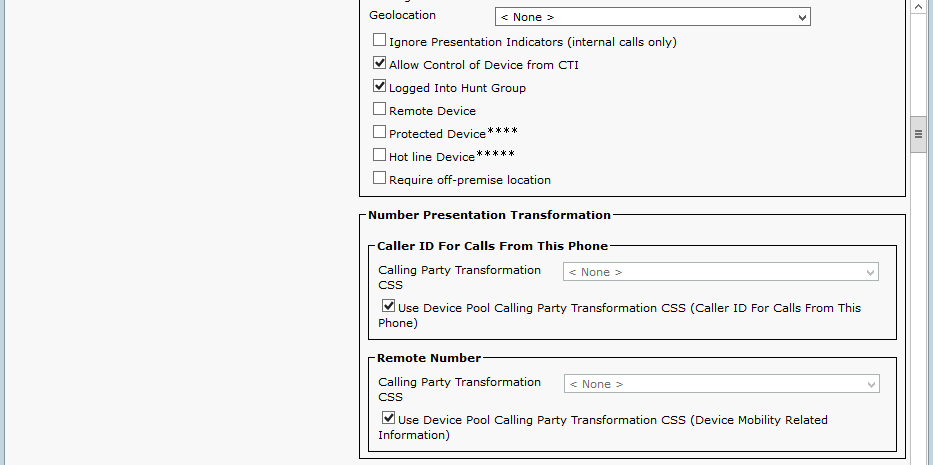 Geolocation < None >
Ignore Presentation Indicators (internal calls only)
Allow Control of Device from CTI
Logged Into Hunt Group
Remote Device
Protected Device****
Hot line Device*****
Require off-premise location
Number Presentation Transformation
Caller ID For Calls From This Phone
Calling Party Transformation < None >
CSS
Use Device Pool Calling Party Transformation CSS (Caller ID For Calls From This
Phone)
Remote Number
Calling Party Transformation < None >
CSS
Use Device Pool Calling Party Transformation CSS (Device Mobility Related
Information)